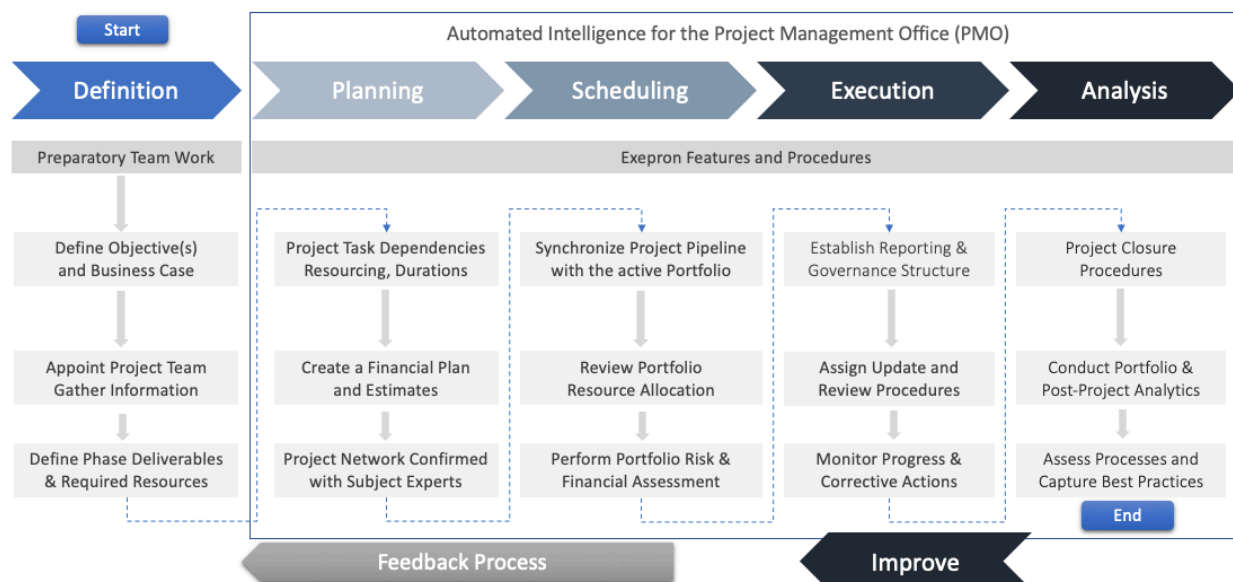 Start
Automated Intelligence for the Project Management Office (PMO)
Definition
Planning
Scheduling
Execution
Analysis
Preparatory Team Work
Exepron Features and Procedures
Define Objective(s)
and Business Case
Appoint Project Team
Gather Information
Define Phase Deliverables
& Required Resources
Project Task Dependencies
Resourcing, Durations
Create a Financial Plan
and Estimates
Project Network Confirmed
with Subject Experts
Synchronize Project Pipeline
with the active Portfolio
Review Portfolio
Resource Allocation
Perform Portfolio Risk &
Financial Assessment
Establish Reporting &
Governance Structure
Assign Update and
Review Procedures
Monitor Progress &
Corrective Actions
Project Closure
Procedures
Conduct Portfolio &
Post-Project Analytics
Assess Processes and
Capture Best Practices
End
Feedback Process
Improve